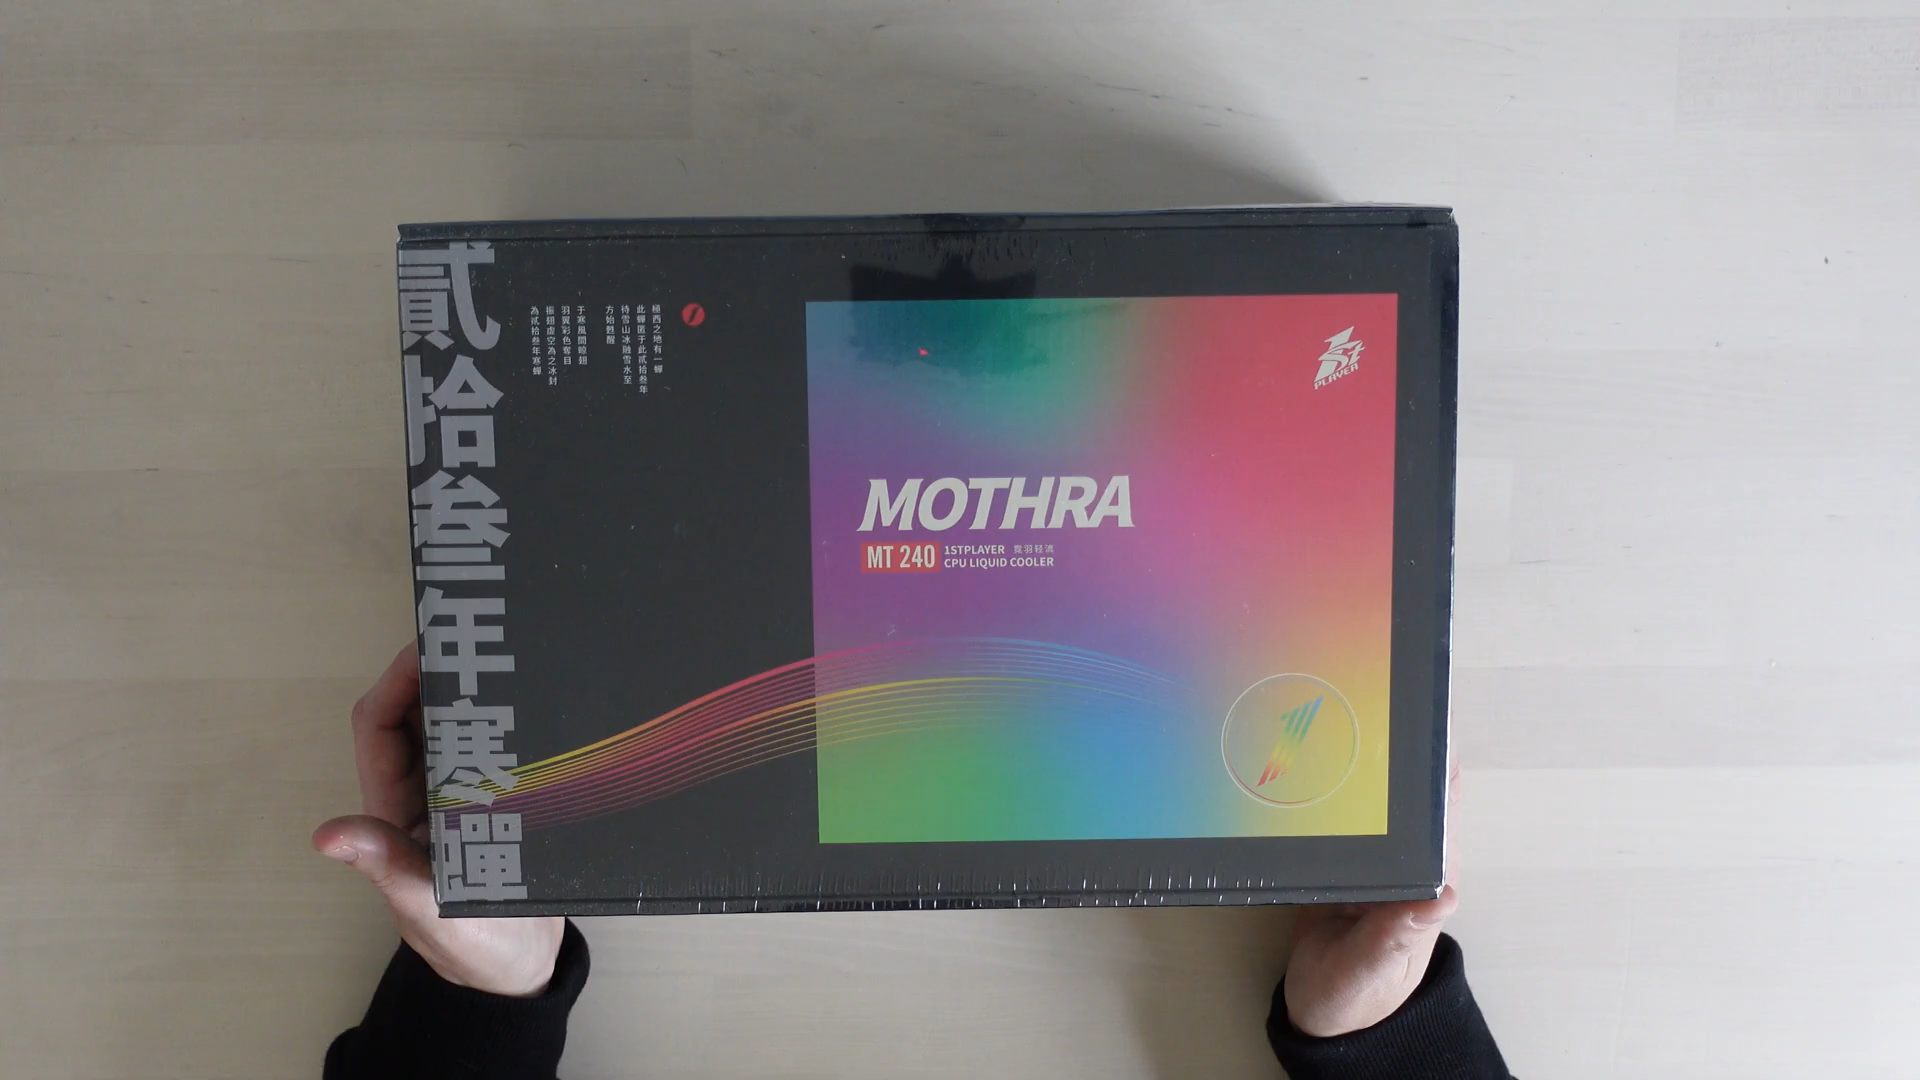 貳拾叁年寒蟬
極西之地有一蟬
此蟬匿于此貳拾叁年
待雪山冰融雪水至
方始甦醒
于寒風間晾翅
羽翼彩色奪目
振翅虛空為之冰封
為貳拾叁年寒蟬
1St
PLAYER
MOTHRA
MT 240
1STPLAYER
CPU LIQUID COOLER